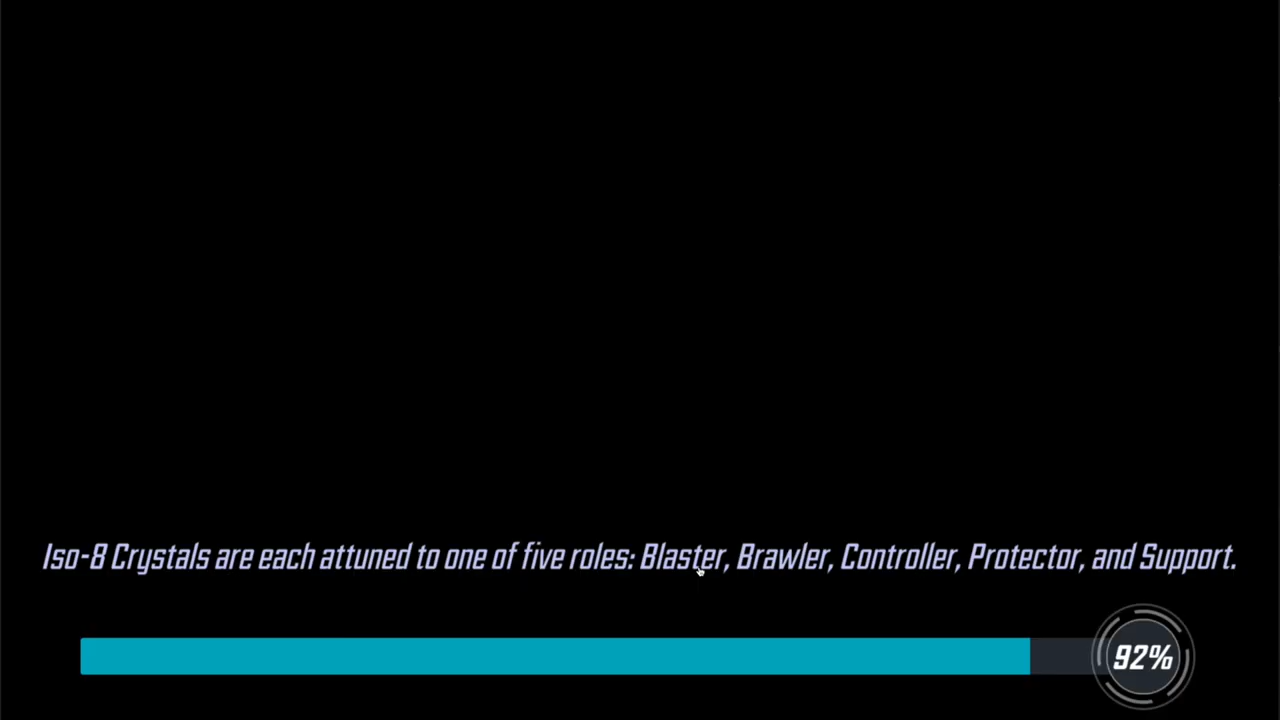 Iso-8 Crystals are each attuned to one of five roles: Blaster, Brawler, Controller, Protector, and Support.
92%